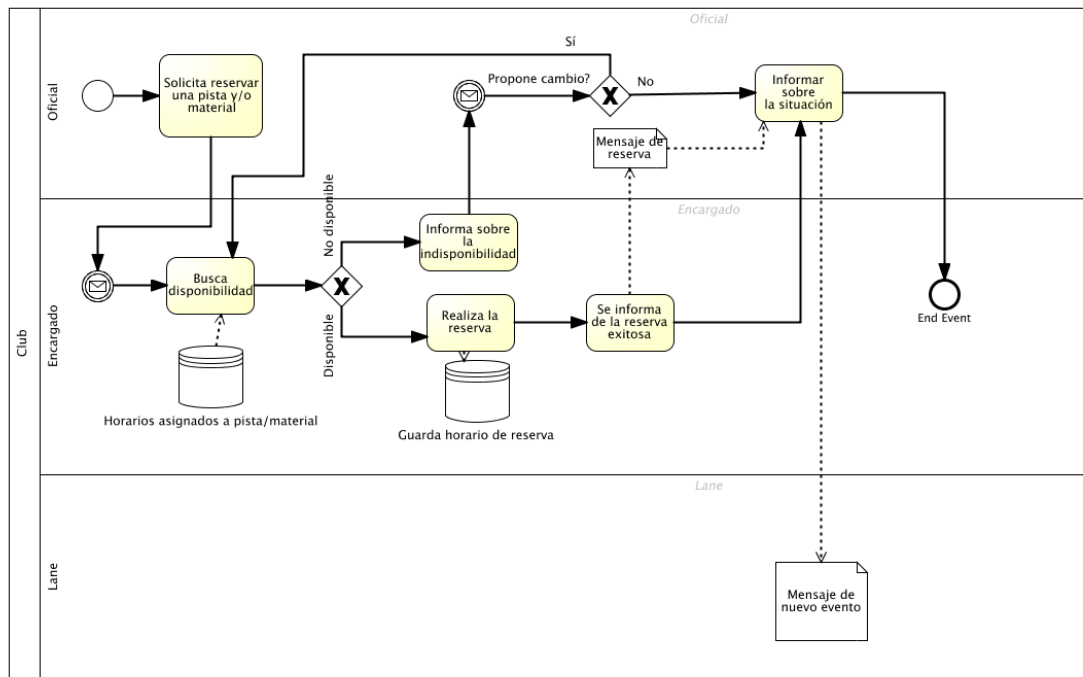 Oficial
Sí
Solicita reservar
una pista y/o
material
Propone cambio?
No
Informar
sobre
la situación
Oficial
Mensaje de
reserva
Encargado
No disponible
Informa sobre
la
indisponibilidad
Busca
disponibilidad
Realiza la
reserva
Se informa
de la reserva
exitosa
End Event
Disponible
Encargado
Club
Horarios asignados a pista/material
Guarda horario de reserva
Lane
Lane
Mensaje de
nuevo evento